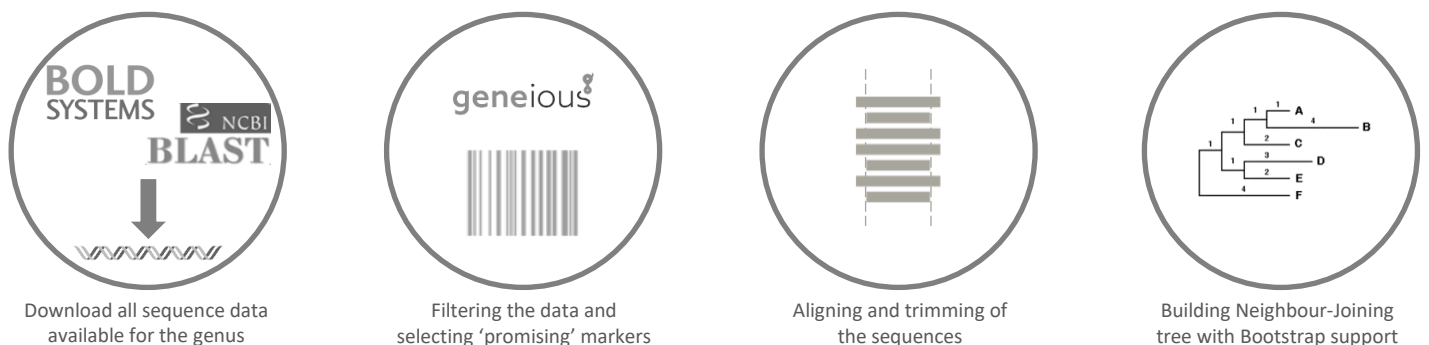 BOLD
SYSTEMS
NCBI
BLAST
Download all sequence data
available for the genus
geneious
Filtering the data and
selecting ‘promising’ markers
Aligning and trimming of
the sequences
1 A
1
4 B
1
2 C
1
3 D
1
2 E
4 F
Building Neighbour-Joining
tree with Bootstrap support